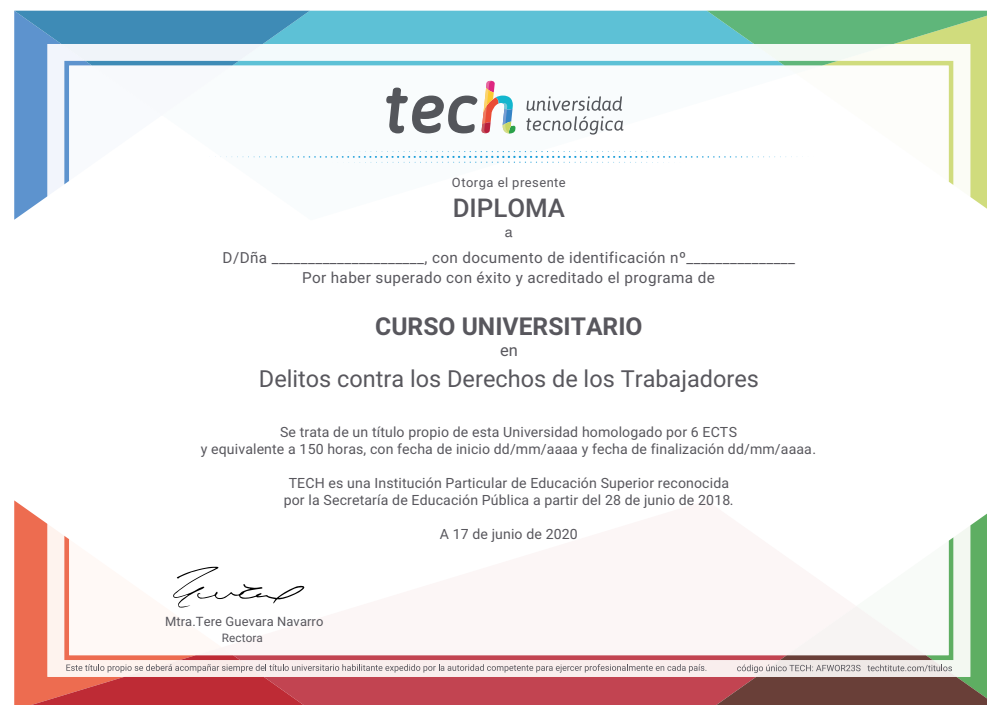 tech universidad
tecnológica
Otorga el presente
DIPLOMA
a
D/Dña _____________________, con documento de identificación nº_______________
Por haber superado con éxito y acreditado el programa de
CURSO UNIVERSITARIO
en
Delitos contra los Derechos de los Trabajadores
Se trata de un título propio de esta Universidad homologado por 6 ECTS
y equivalente a 150 horas, con fecha de inicio dd/mm/aaaa y fecha de finalización dd/mm/aaaa.
TECH es una Institución Particular de Educación Superior reconocida
por la Secretaría de Educación Pública a partir del 28 de junio de 2018.
A 17 de junio de 2020
Mtra.Tere Guevara Navarro
Rectora
Este título propio se deberá acompañar siempre del título universitario habilitante expedido por la autoridad competente para ejercer profesionalmente en cada país. código único TECH: AFWOR23S techtitute.com/titulos